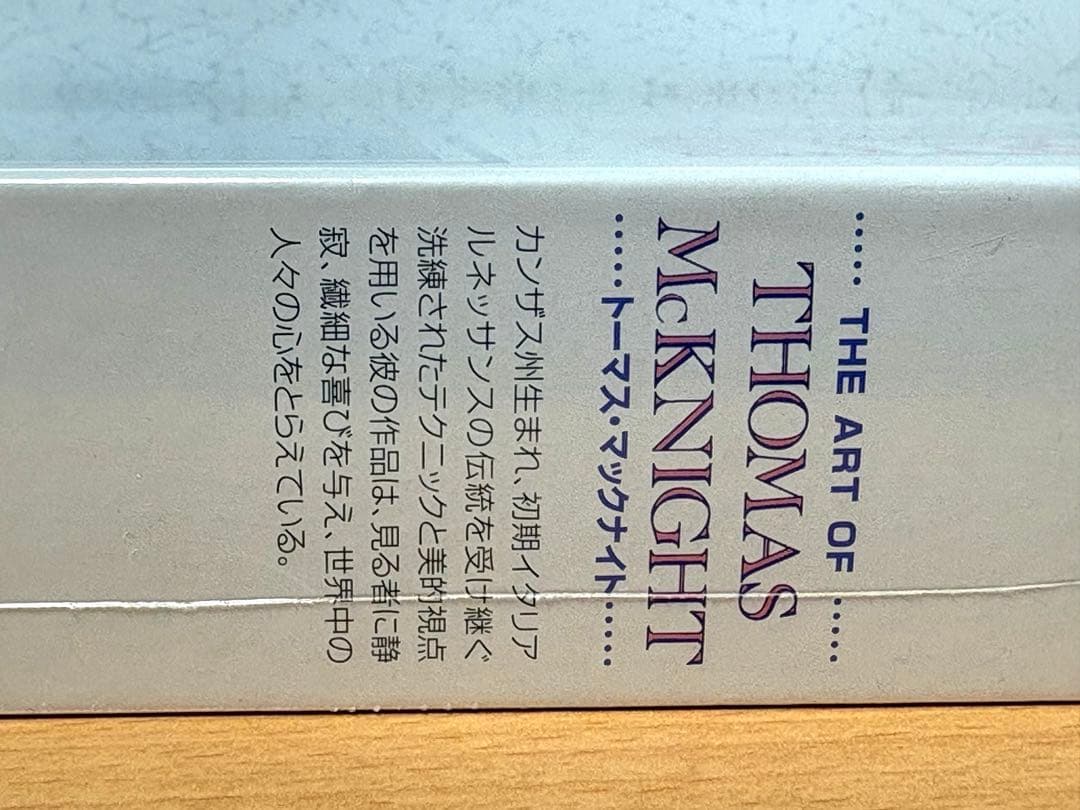 •••••THE ART OF•••••
THOMAS
McKNIGHT
•••••トーマス・マックナイト•••••
カンザス州生まれ、初期イタリア
ルネッサンスの伝統を受け継ぐ
洗練されたテクニックと美的視点
を用いる彼の作品は、見る者に静
寂、繊細な喜びを与え、世界中の
人々の心をとらえている。